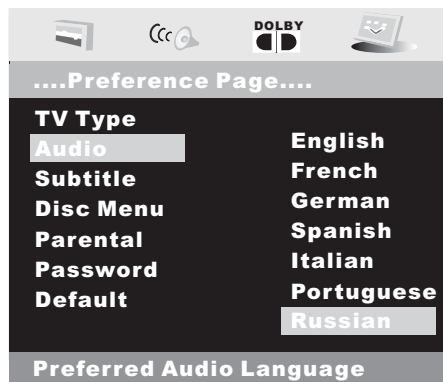 DOLBY
....Preference Page....
TV Type
Audio
Subtitle
Disc Menu
Parental
Password
Default
English
French
German
Spanish
Italian
Portuguese
Russian
Preferred Audio Language